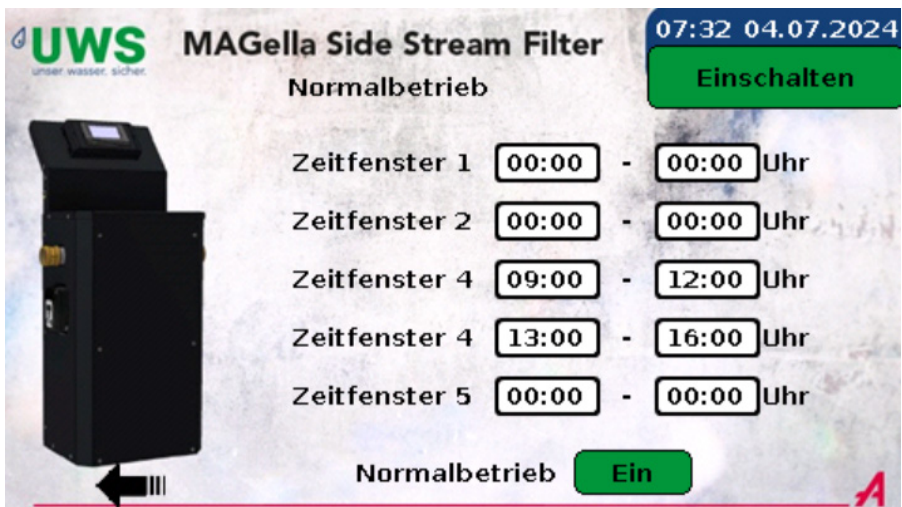 UWS
unser. wasser. sicher.
MAGella Side Stream Filter
07:32 04.07.2024
Normalbetrieb
Einschalten
Zeitfenster 1 00:00 - 00:00 Uhr
Zeitfenster 2 00:00 - 00:00 Uhr
Zeitfenster 4 09:00 - 12:00 Uhr
Zeitfenster 4 13:00 - 16:00 Uhr
Zeitfenster 5 00:00 - 00:00 Uhr
Normalbetrieb Ein